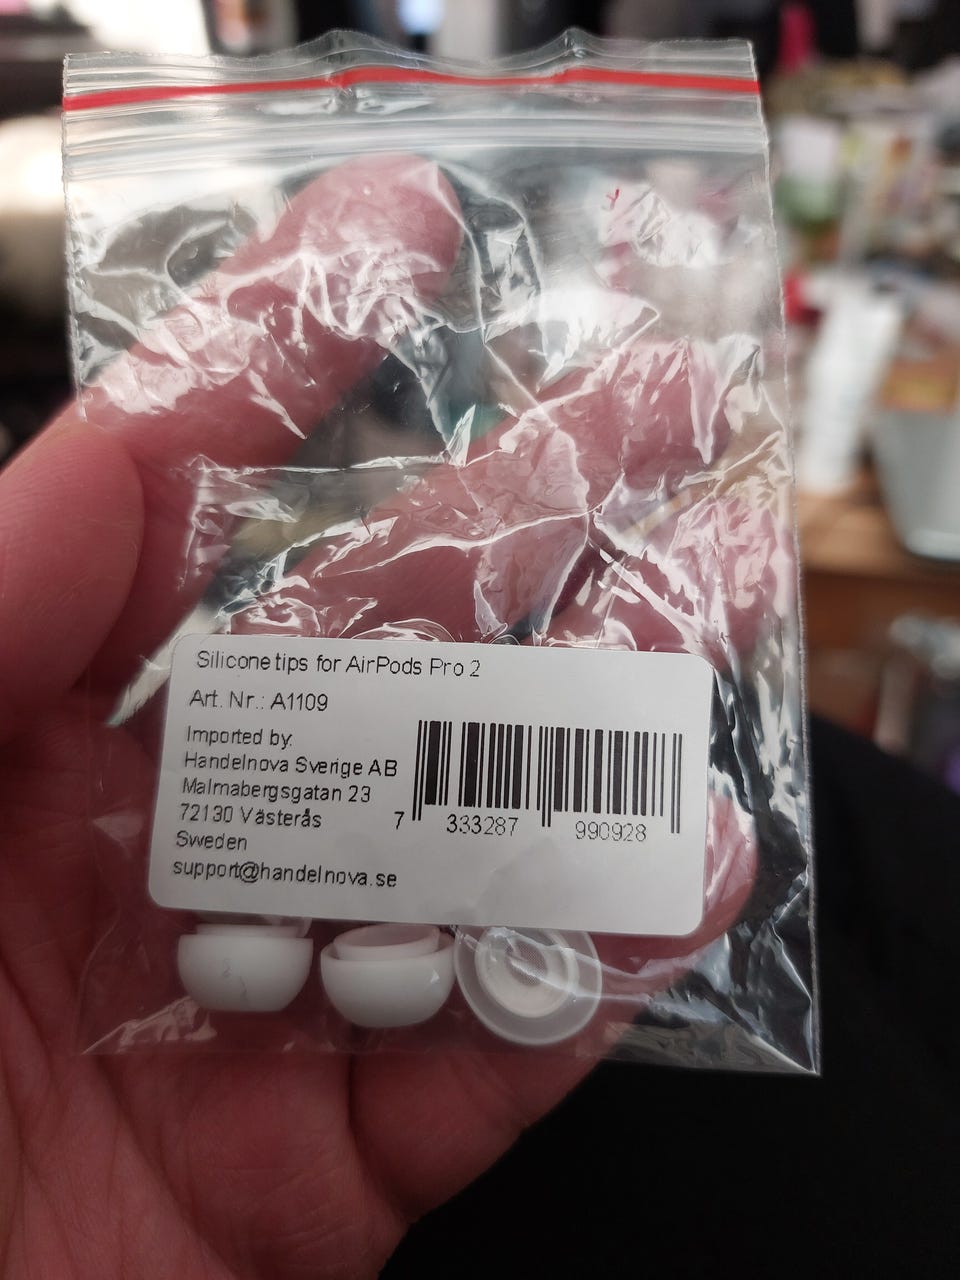 Silicone tips for AirPods Pro 2
Art. Nr.: A1109
Imported by:
Handelnova Sverige AB
Malmabergsgatan 23
72130 Västerås
Sweden
support@handelnova.se
7 333287 990928